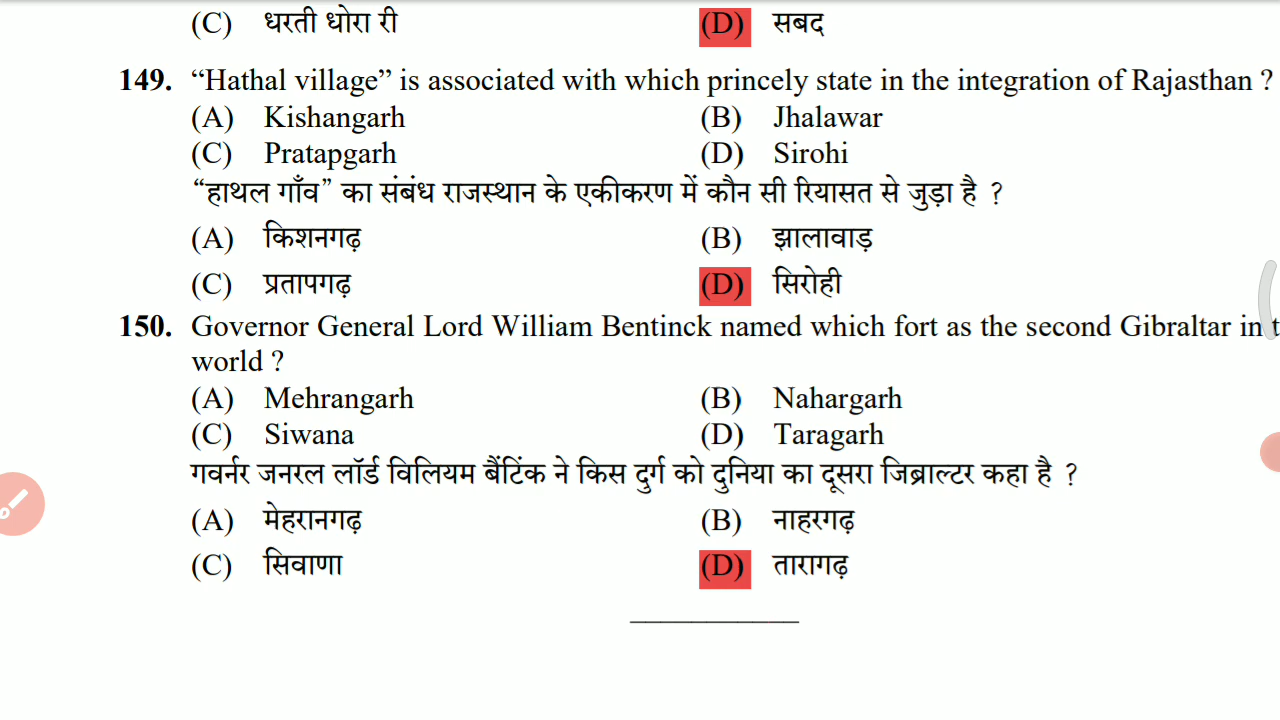 (C) धरती धोरा री (D) सबद
149. “Hathal village” is associated with which princely state in the integration of Rajasthan ?
(A) Kishangarh (B) Jhalawar
(C) Pratapgarh (D) Sirohi
“हाथल गाँव” का संबंध राजस्थान के एकीकरण में कौन सी रियासत से जुड़ा है ?
(A) किशनगढ़ (B) झालावाड़
(C) प्रतापगढ़ (D) सिरोही
150. Governor General Lord William Bentinck named which fort as the second Gibraltar in
world ?
(A) Mehrangarh (B) Nahargarh
(C) Siwana (D) Taragarh
गवर्नर जनरल लॉर्ड विलियम बैंटिंक ने किस दुर्ग को दुनिया का दूसरा जिब्राल्टर कहा है ?
(A) मेहरानगढ़ (B) नाहरगढ़
(C) सिवाणा (D) तारागढ़